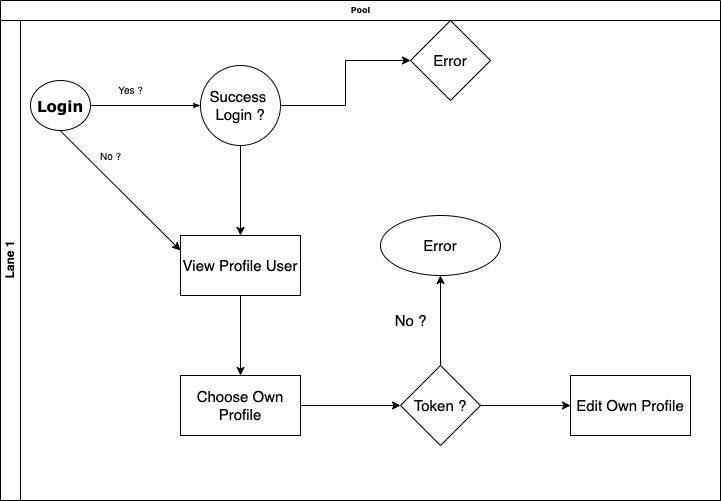 Pool
Lane 1
Error
Yes ?
Login
Success
Login ?
No ?
View Profile User
Error
No ?
Choose Own
Profile
Token ?
Edit Own Profile